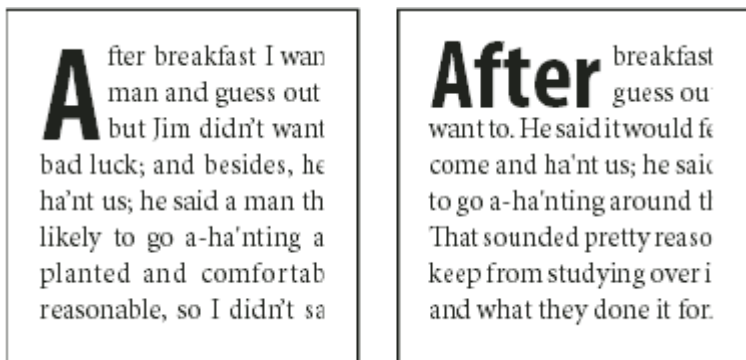 After breakfast I wan
man and guess out
but Jim didn't want
bad luck; and besides, he
ha'nt us; he said a man th
likely to go a-ha'nting a
planted and comfortab
reasonable, so I didn't sa
After breakfast
guess ou
want to. He said it would fe
come and ha'nt us; he said
to go a-ha'nting around th
That sounded pretty reaso
keep from studying over i
and what they done it for.